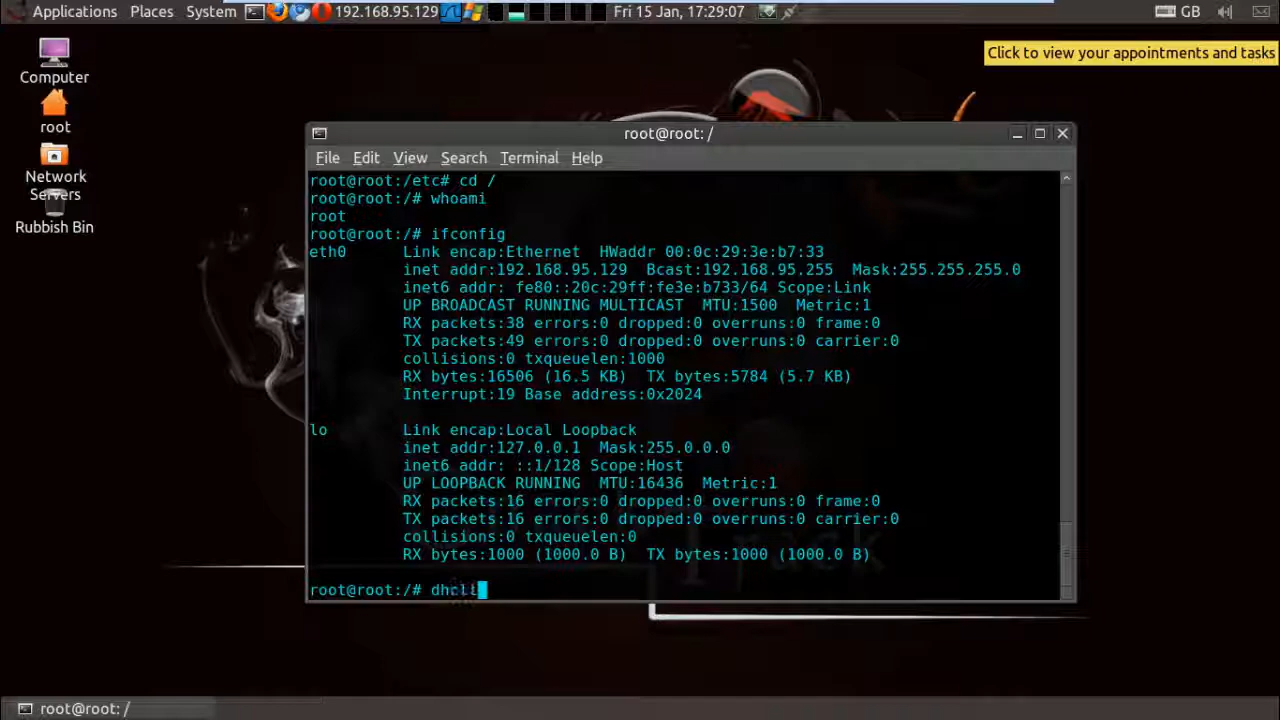 Applications Places System 192.168.95.129 Fri 15 Jan, 17:29:07 GB
Click to view your appointments and tasks
Computer
root
Network
Servers
Rubbish Bin
root@root: /
File Edit View Search Terminal Help
root@root:/etc# cd /
root@root:/# whoami
root
root@root:/# ifconfig
eth0 Link encap:Ethernet HWaddr 00:0c:29:3e:b7:33
inet addr:192.168.95.129 Bcast:192.168.95.255 Mask:255.255.255.0
inet6 addr: fe80::20c:29ff:fe3e:b733/64 Scope:Link
UP BROADCAST RUNNING MULTICAST MTU:1500 Metric:1
RX packets:38 errors:0 dropped:0 overruns:0 frame:0
TX packets:49 errors:0 dropped:0 overruns:0 carrier:0
collisions:0 txqueuelen:1000
RX bytes:16506 (16.5 KB) TX bytes:5784 (5.7 KB)
Interrupt:19 Base address:0x2024
lo Link encap:Local Loopback
inet addr:127.0.0.1 Mask:255.0.0.0
inet6 addr: ::1/128 Scope:Host
UP LOOPBACK RUNNING MTU:16436 Metric:1
RX packets:16 errors:0 dropped:0 overruns:0 frame:0
TX packets:16 errors:0 dropped:0 overruns:0 carrier:0
collisions:0 txqueuelen:0
RX bytes:1000 (1000.0 B) TX bytes:1000 (1000.0 B)
root@root:/#
root@root: /